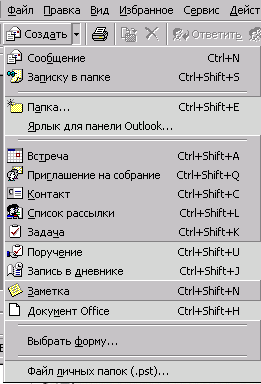 Файл Правка Вид Избранное Сервис Дейст
Создать Ответить
Сообщение Ctrl+N
Записку в папке Ctrl+Shift+S
Папка... Ctrl+Shift+E
Ярлык для панели Outlook...
Встреча Ctrl+Shift+A
Приглашение на собрание Ctrl+Shift+Q
Контакт Ctrl+Shift+C
Список рассылки Ctrl+Shift+L
Задача Ctrl+Shift+K
Поручение Ctrl+Shift+U
Запись в дневнике Ctrl+Shift+J
Заметка Ctrl+Shift+N
Документ Office Ctrl+Shift+H
Выбрать форму...
Файл личных папок (.pst)...